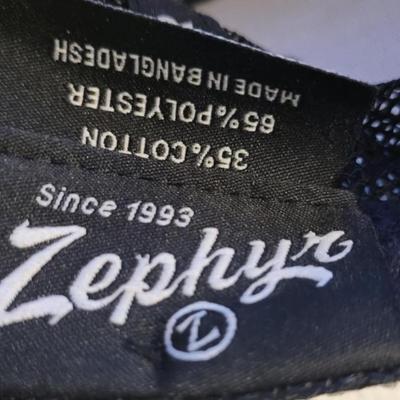 35% COTTON
65% POLYESTER
MADE IN BANGLADESH
Since 1993
Zephyr
Z